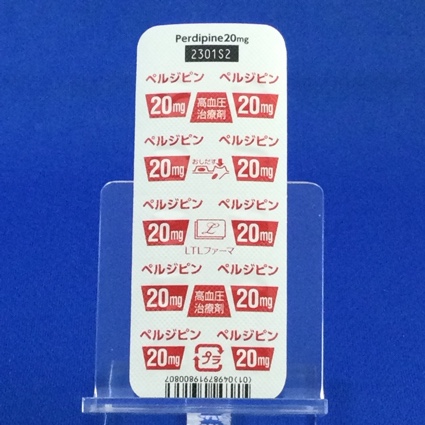 Perdipine20mg
2301S2
ペルジピン ペルジピン
20mg 高血圧治療剤 20mg
ペルジピン ペルジピン
20mg おしだす 20mg
ペルジピン ペルジピン
20mg ℒ 20mg
LTLファーマ
ペルジピン ペルジピン
20mg 高血圧治療剤 20mg
ペルジピン ペルジピン
20mg プラ 20mg
(01)04987919800807